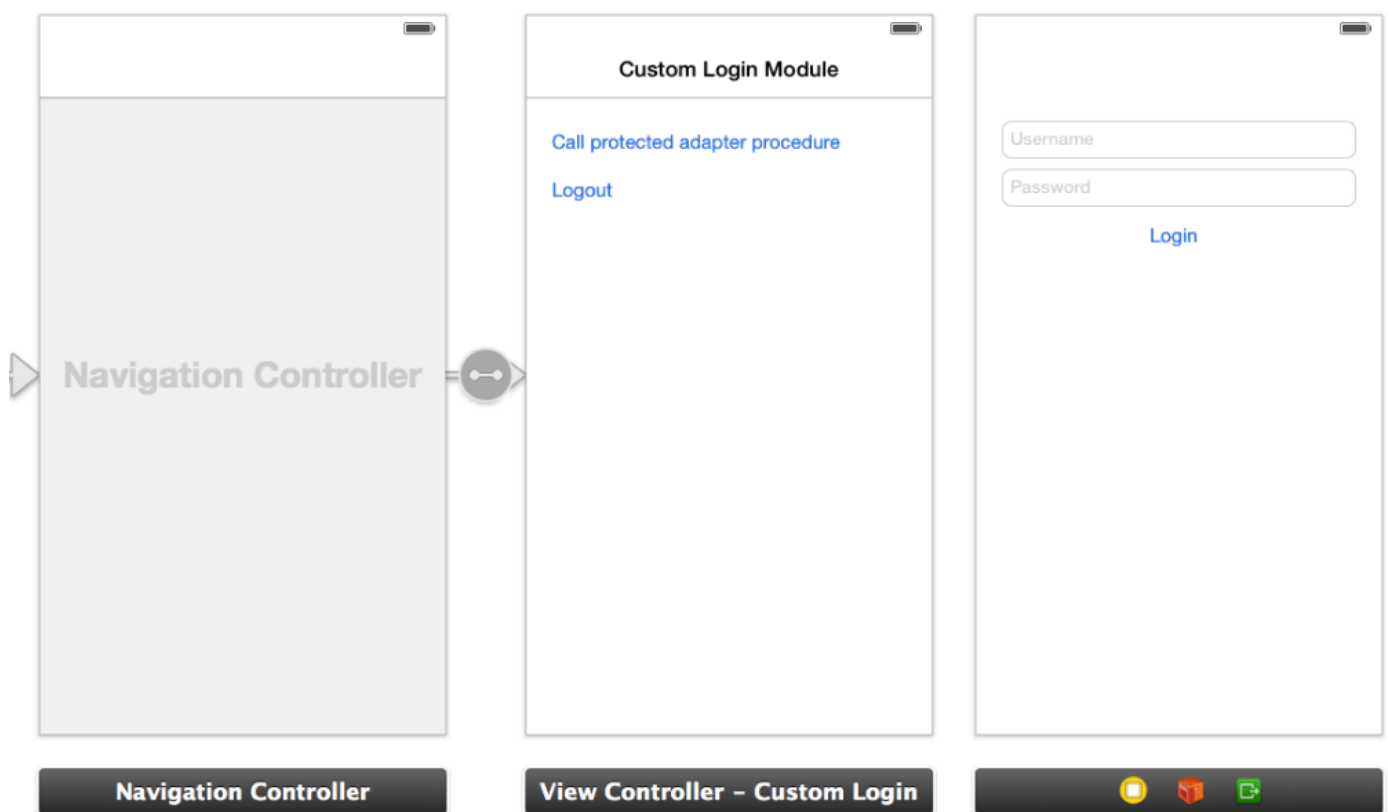 Custom Login Module
Call protected adapter procedure
Logout
Username
Password
Login
Navigation Controller
Navigation Controller
View Controller – Custom Login